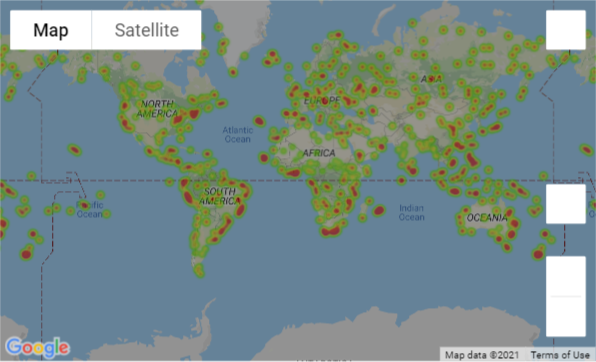 Map
Satellite
NORTH
AMERICA
EUROPE
ASIA
Atlantic
Ocean
AFRICA
SOUTH
AMERICA
Pacific
Ocean
Indian
Ocean
OCEANIA
Google
Map data ©2021
Terms of Use